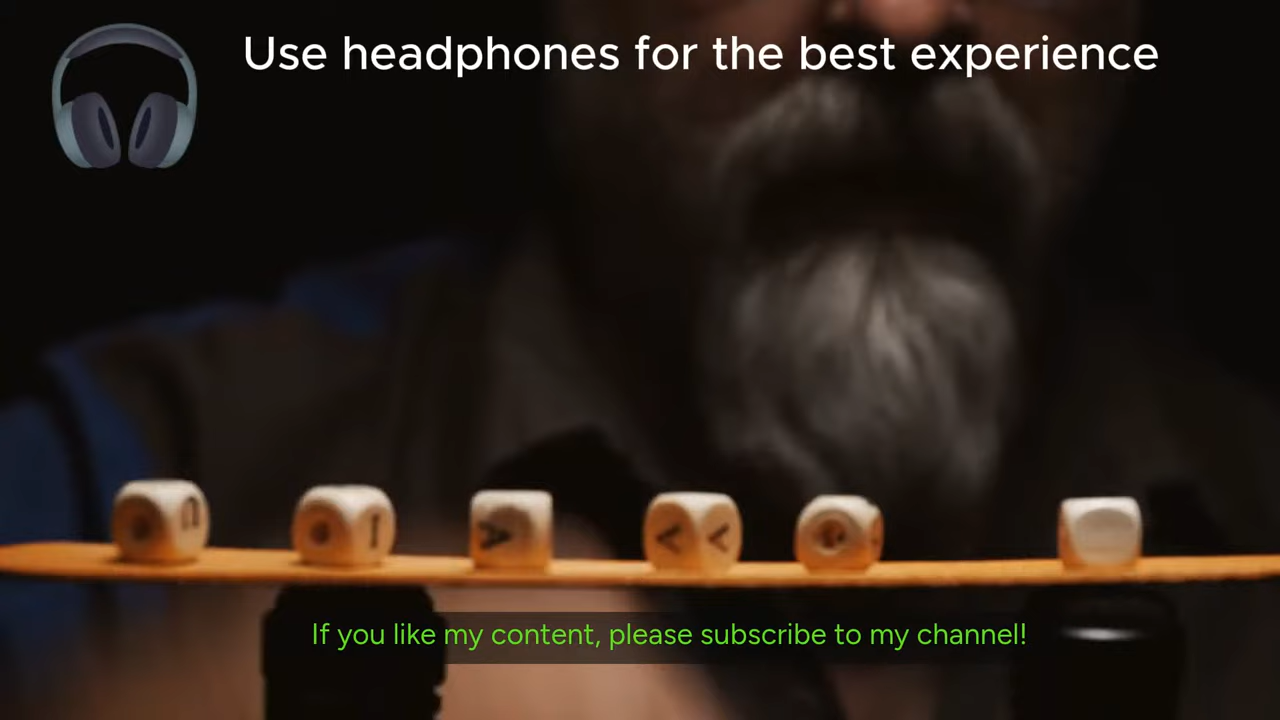 Use headphones for the best experience
If you like my content, please subscribe to my channel!